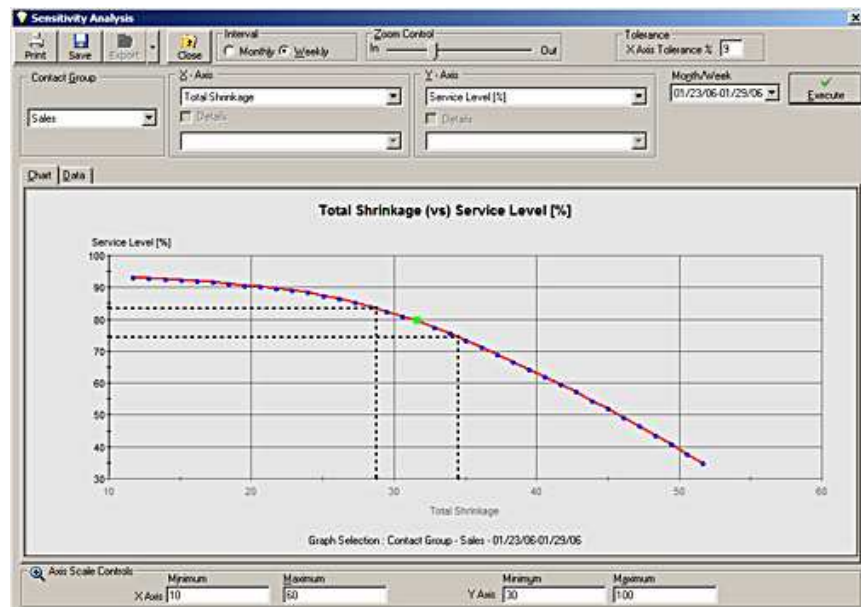 Sensitivity Analysis
Print
Save
Export
Close
Interval
Monthly
Weekly
Zoom Control
In
Out
Tolerance
X Axis Tolerance %
9
Contact Group
Sales
X - Axis
Total Shrinkage
Details
Y - Axis
Service Level [%]
Details
Month/Week
01/23/06-01/29/06
Execute
Chart
Data
Total Shrinkage (vs) Service Level [%]
Service Level [%]
100
90
80
70
60
50
40
30
10
20
30
40
50
60
Total Shrinkage
Graph Selection : Contact Group - Sales - 01/23/06-01/29/06
Axis Scale Controls
Minimum
Maximum
X Axis
10
60
Minimum
Maximum
Y Axis
30
100